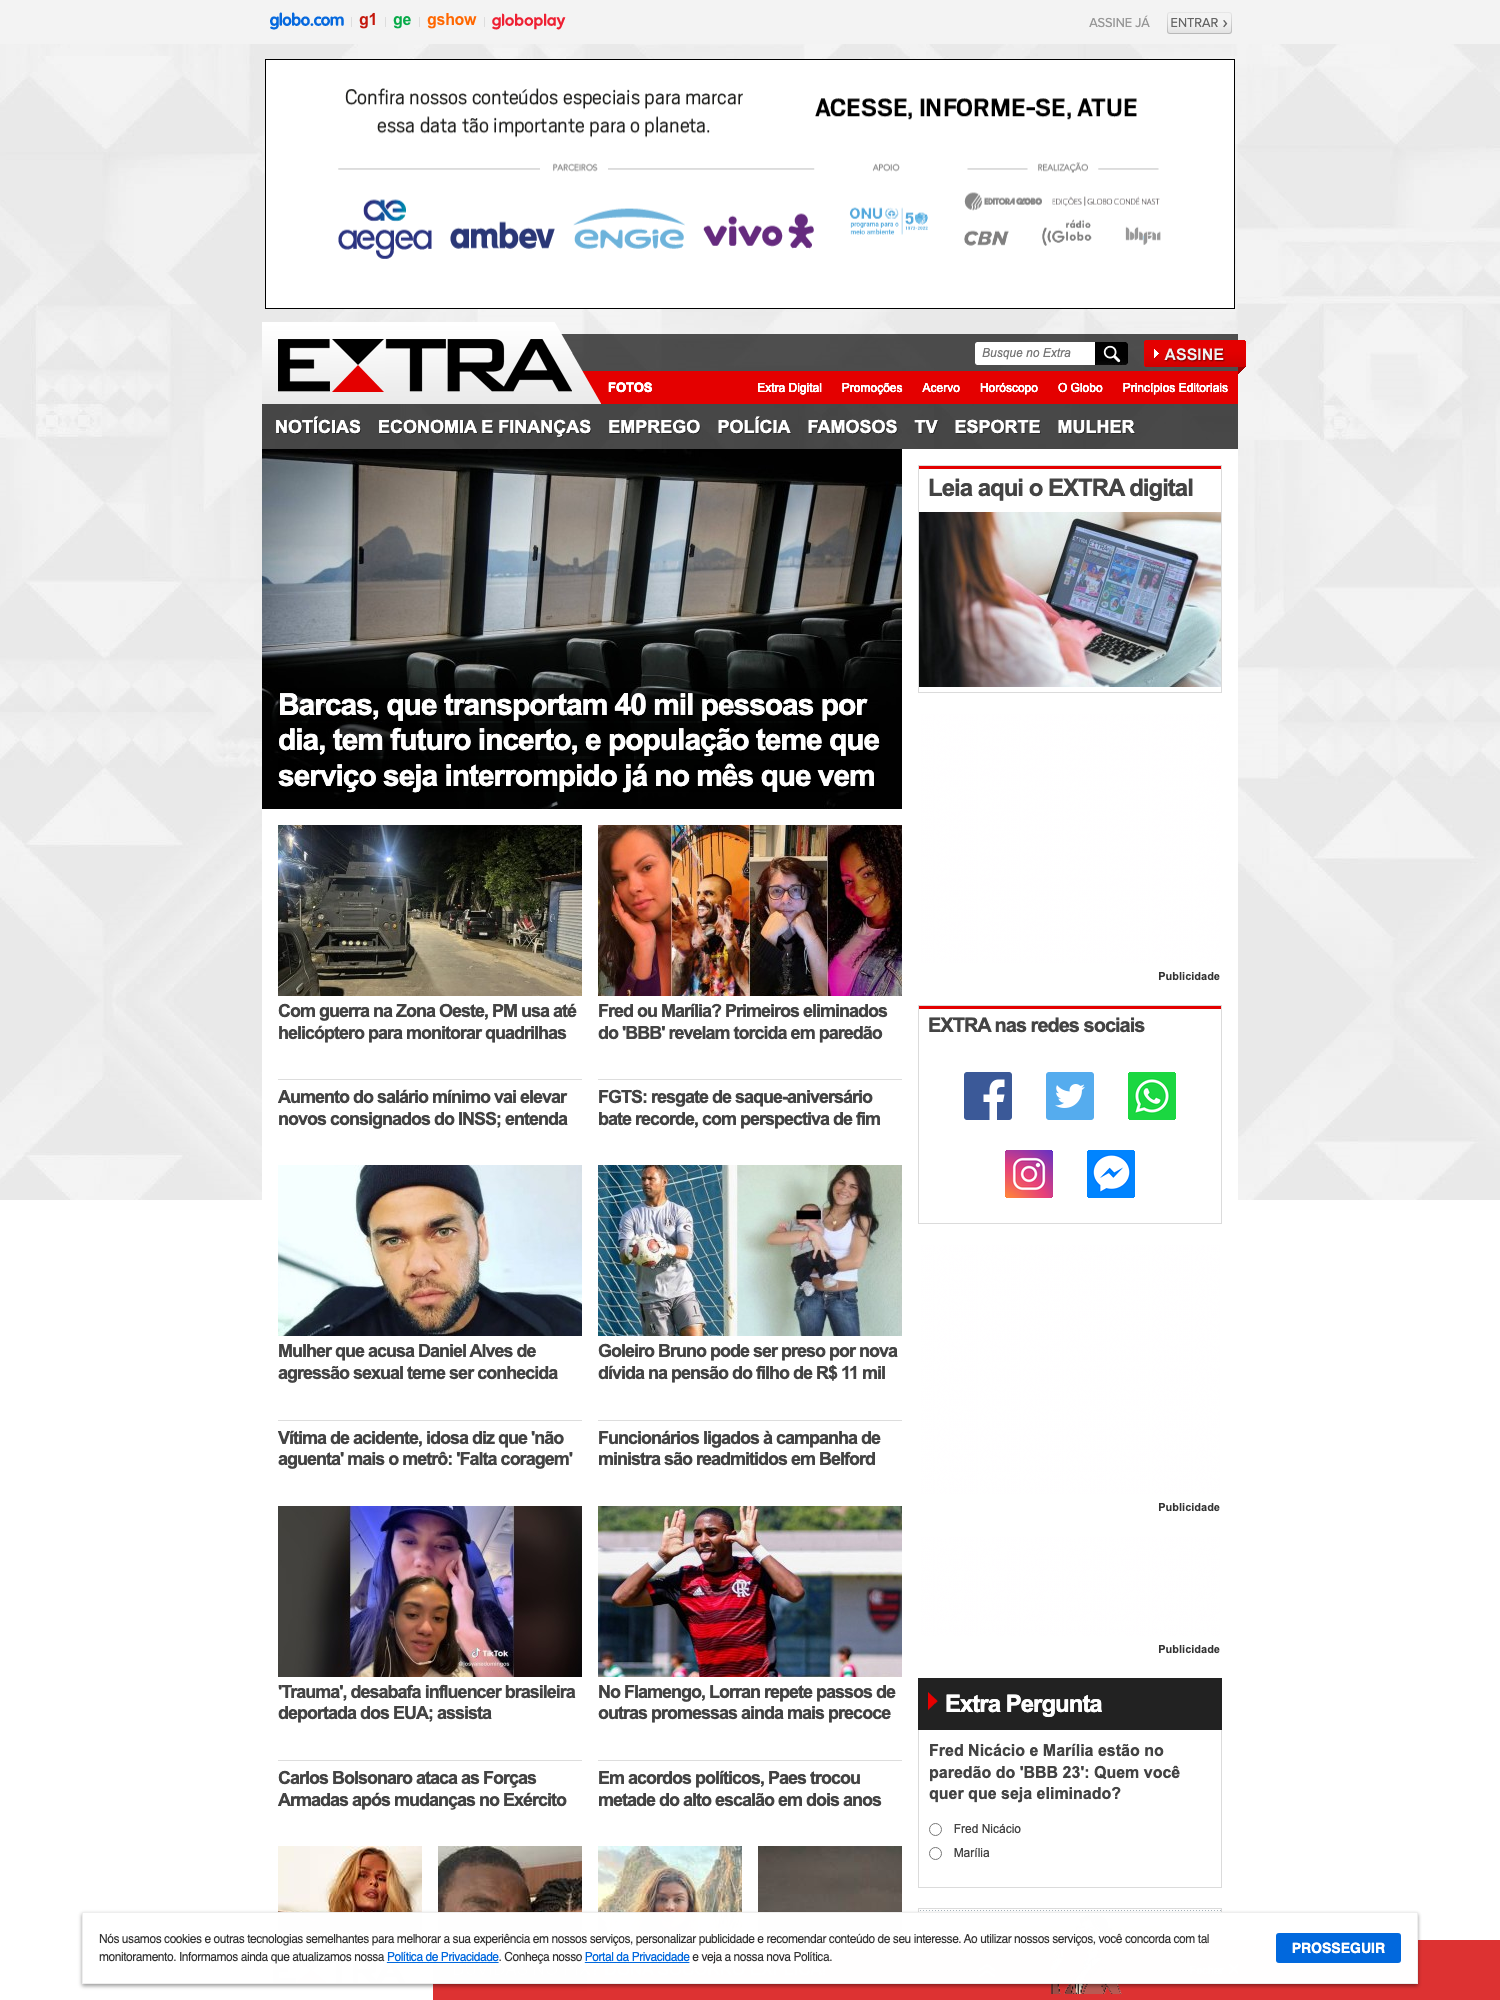 globo.com g1 ge gshow globoplay
ASSINE JÁ ENTRAR ›
Confira nossos conteúdos especiais para marcar
essa data tão importante para o planeta.
ACESSE, INFORME-SE, ATUE
PARCEIROS APOIO REALIZAÇÃO
ae
aegea ambev ENGIE vivo
ONU programa para o meio ambiente 50 1972-2022
EDITORA GLOBO EDIÇÕES | GLOBO CONDÉ NAST
CBN rádio Globo
EXTRA
Busque no Extra
ASSINE
FOTOS
Extra Digital Promoções Acervo Horóscopo O Globo Princípios Editoriais
NOTÍCIAS ECONOMIA E FINANÇAS EMPREGO POLÍCIA FAMOSOS TV ESPORTE MULHER
Barcas, que transportam 40 mil pessoas por
dia, tem futuro incerto, e população teme que
serviço seja interrompido já no mês que vem
Leia aqui o EXTRA digital
Com guerra na Zona Oeste, PM usa até
helicóptero para monitorar quadrilhas
Fred ou Marília? Primeiros eliminados
do 'BBB' revelam torcida em paredão
Publicidade
EXTRA nas redes sociais
Aumento do salário mínimo vai elevar
novos consignados do INSS; entenda
FGTS: resgate de saque-aniversário
bate recorde, com perspectiva de fim
Mulher que acusa Daniel Alves de
agressão sexual teme ser conhecida
Goleiro Bruno pode ser preso por nova
dívida na pensão do filho de R$ 11 mil
Vítima de acidente, idosa diz que 'não
aguenta' mais o metrô: 'Falta coragem'
Funcionários ligados à campanha de
ministra são readmitidos em Belford
Publicidade
TikTok
'Trauma', desabafa influencer brasileira
deportada dos EUA; assista
No Flamengo, Lorran repete passos de
outras promessas ainda mais precoce
Publicidade
Extra Pergunta
Fred Nicácio e Marília estão no
paredão do 'BBB 23': Quem você
quer que seja eliminado?
Fred Nicácio
Marília
Carlos Bolsonaro ataca as Forças
Armadas após mudanças no Exército
Em acordos políticos, Paes trocou
metade do alto escalão em dois anos
Nós usamos cookies e outras tecnologias semelhantes para melhorar a sua experiência em nossos serviços, personalizar publicidade e recomendar conteúdo de seu interesse. Ao utilizar nossos serviços, você concorda com tal
monitoramento. Informamos ainda que atualizamos nossa Política de Privacidade. Conheça nosso Portal da Privacidade e veja a nossa nova Política.
PROSSEGUIR